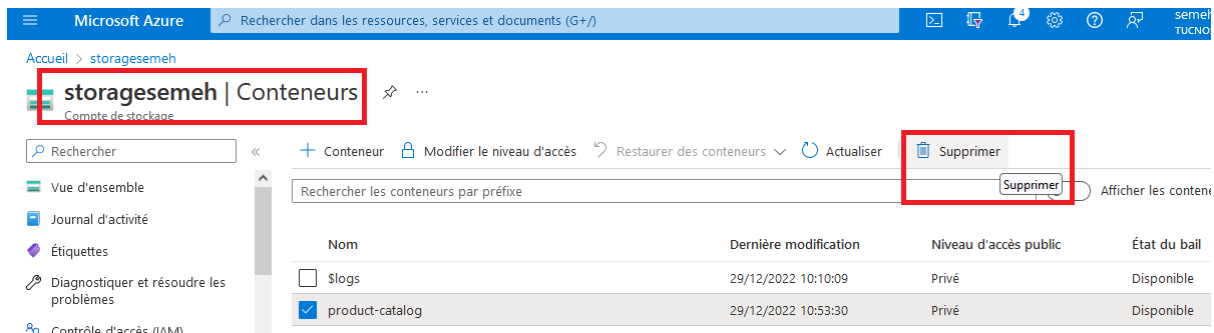 Microsoft Azure
Rechercher dans les ressources, services et documents (G+/)
4
semeh
TUCNOS
Accueil > storagesemeh
storagesemeh | Conteneurs
Compte de stockage
Rechercher
Conteneur
Modifier le niveau d'accès
Restaurer des conteneurs
Actualiser
Supprimer
Vue d'ensemble
Rechercher les conteneurs par préfixe
Supprimer
Afficher les contene
Journal d'activité
Étiquettes
Nom Dernière modification Niveau d'accès public État du bail
Diagnostiquer et résoudre les
problèmes
$logs 29/12/2022 10:10:09 Privé Disponible
product-catalog 29/12/2022 10:53:30 Privé Disponible
Contrôle d'accès (IAM)